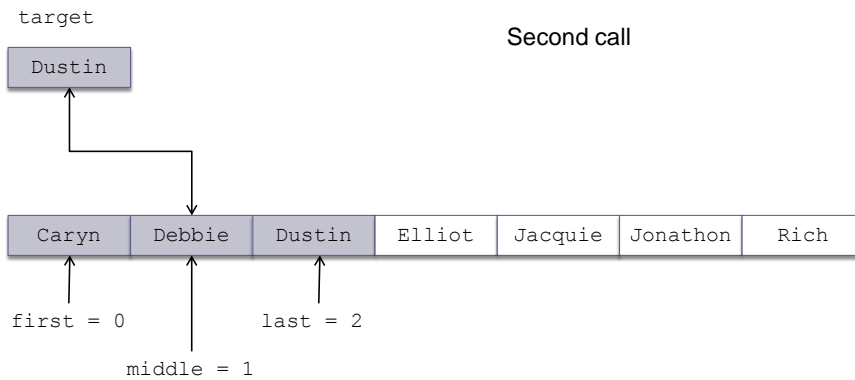 target
Second call
Dustin
Caryn Debbie Dustin Elliot Jacquie Jonathon Rich
first = 0 last = 2
middle = 1